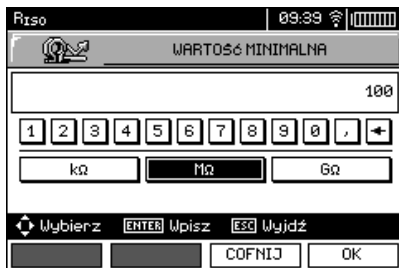 RISO 09:39
WARTOŚĆ MINIMALNA
100
1 2 3 4 5 6 7 8 9 0 , ←
kΩ MΩ GΩ
Wybierz ENTER Wpisz ESC Wyjdź
COFNIJ OK